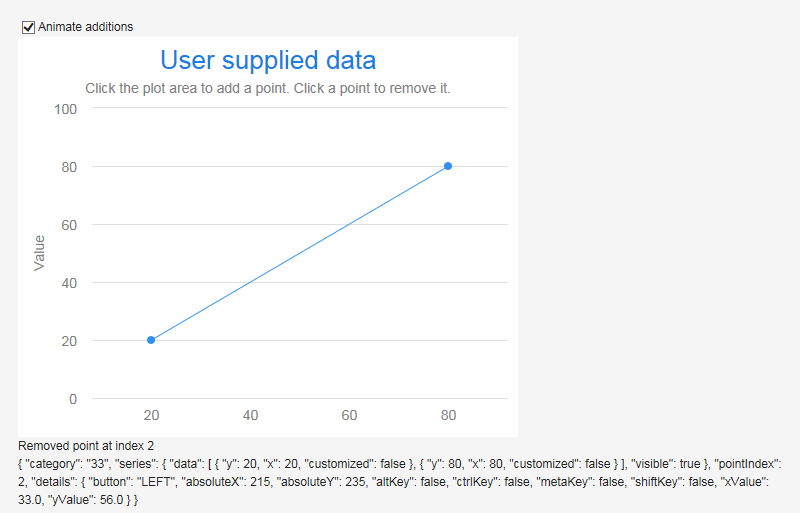 Animate additions
User supplied data
Click the plot area to add a point. Click a point to remove it.
100
80
60
40
20
0
Value
20 40 60 80
Removed point at index 2
{ "category": "33", "series": { "data": [ { "y": 20, "x": 20, "customized": false }, { "y": 80, "x": 80, "customized": false } ], "visible": true }, "pointIndex":
2, "details": { "button": "LEFT", "absoluteX": 215, "absoluteY": 235, "altKey": false, "ctrlKey": false, "metaKey": false, "shiftKey": false, "xValue":
33.0, "yValue": 56.0 } }